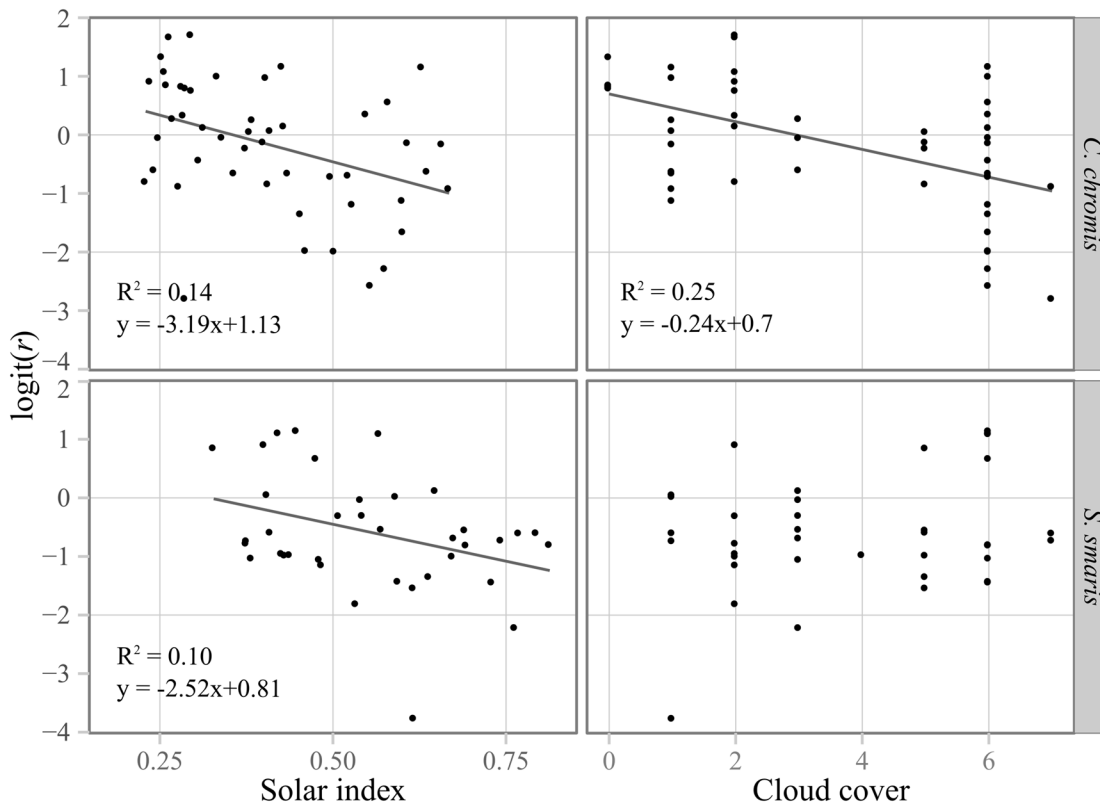 2
1
0
−1
−2
−3
−4
R² = 0.14
y = -3.19x+1.13
R² = 0.25
y = -0.24x+0.7
C. chromis
logit(r)
2
1
0
−1
−2
−3
−4
R² = 0.10
y = -2.52x+0.81
S. smaris
0.25 0.50 0.75
0 2 4 6
Solar index
Cloud cover